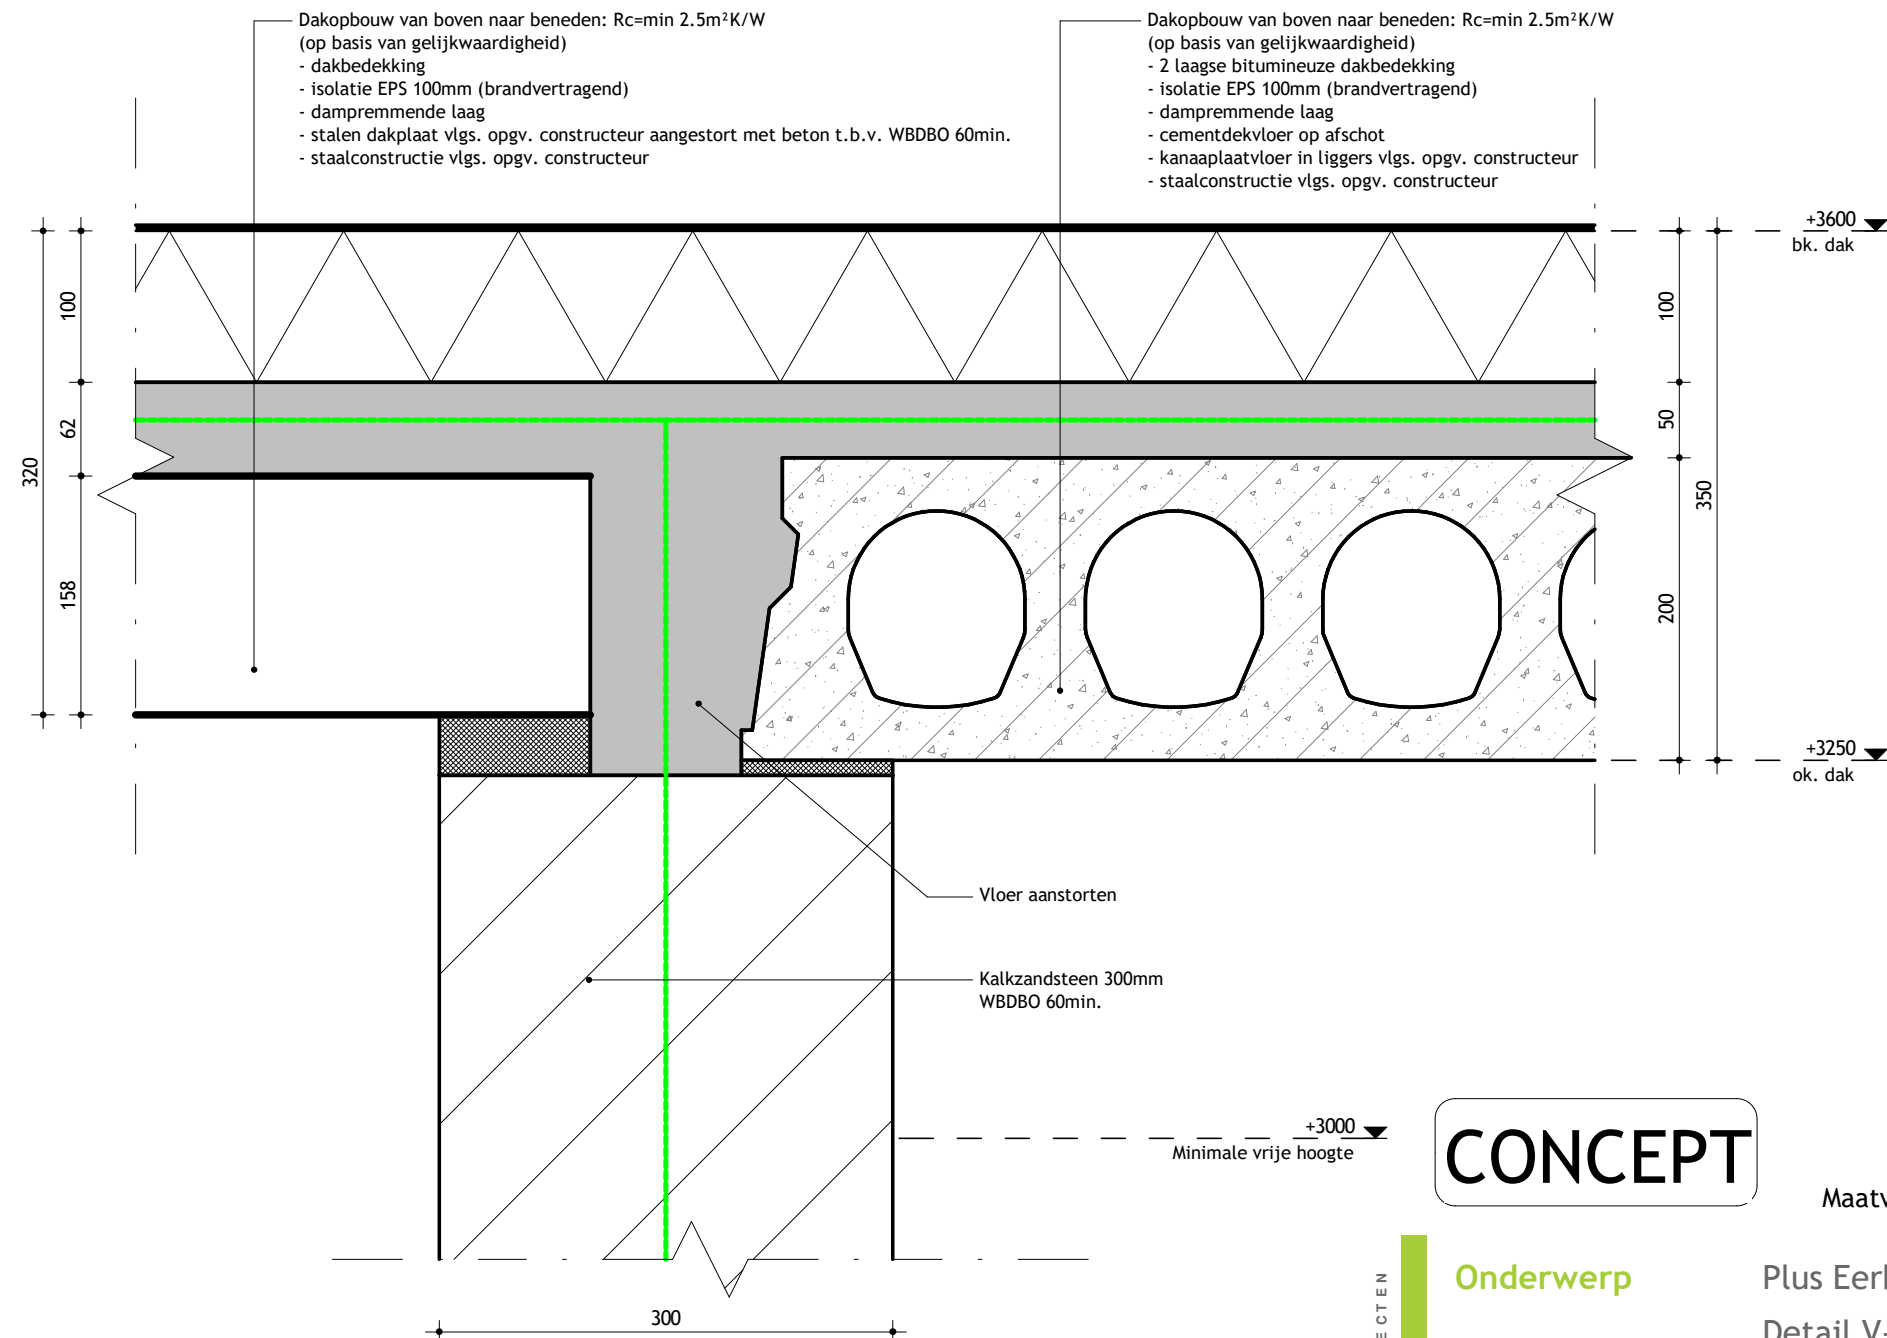 Dakopbouw van boven naar beneden: Rc=min 2.5m²K/W
(op basis van gelijkwaardigheid)
- dakbedekking
- isolatie EPS 100mm (brandvertragend)
- dampremmende laag
- stalen dakplaat vlgs. opgv. constructeur aangestort met beton t.b.v. WBDBO 60min.
- staalconstructie vlgs. opgv. constructeur
Dakopbouw van boven naar beneden: Rc=min 2.5m²K/W
(op basis van gelijkwaardigheid)
- 2 laagse bitumineuze dakbedekking
- isolatie EPS 100mm (brandvertragend)
- dampremmende laag
- cementdekvloer op afschot
- kanaaplaatvloer in liggers vlgs. opgv. constructeur
- staalconstructie vlgs. opgv. constructeur
+3600
bk. dak
100
62
320
158
100
50
350
200
+3250
ok. dak
Vloer aanstorten
Kalkzandsteen 300mm
WBDBO 60min.
+3000
Minimale vrije hoogte
CONCEPT
Onderwerp
Plus
Detail
300